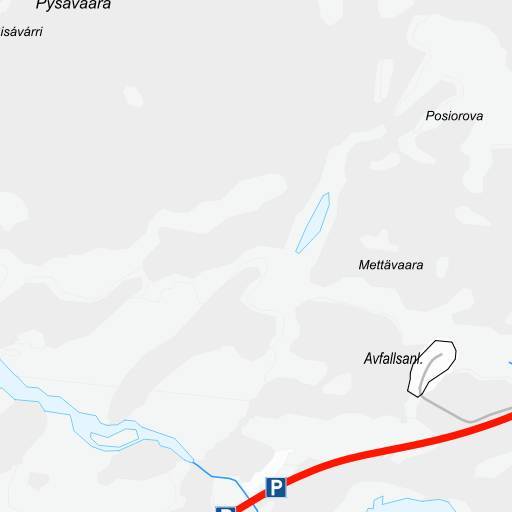 Pysävaara
isávárri
Posiorova
Mettävaara
Avfallsanl.
P
P